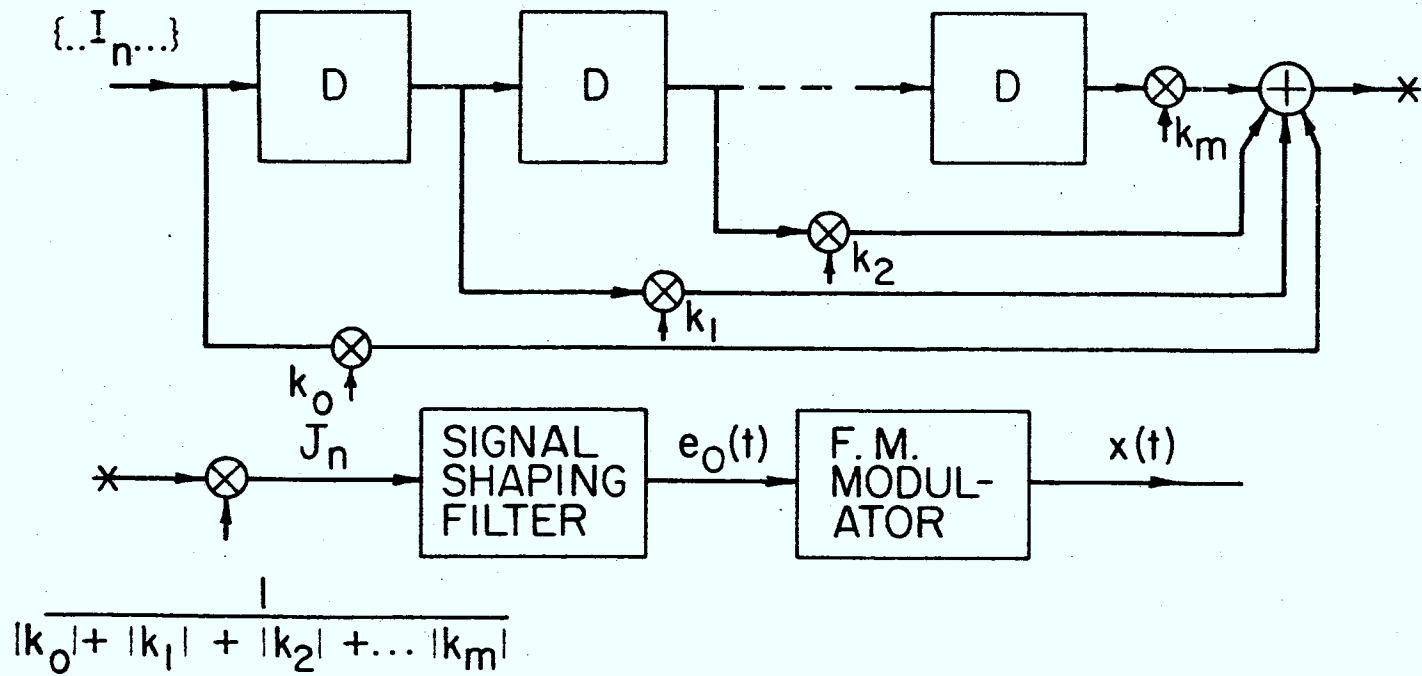 {..I_n...}
D
D
D
k_m
k_2
k_1
k_0
J_n
SIGNAL
SHAPING
FILTER
e_0(t)
F. M.
MODUL-
ATOR
x(t)
1
|k_0|+ |k_1| + |k_2| +... |k_m|